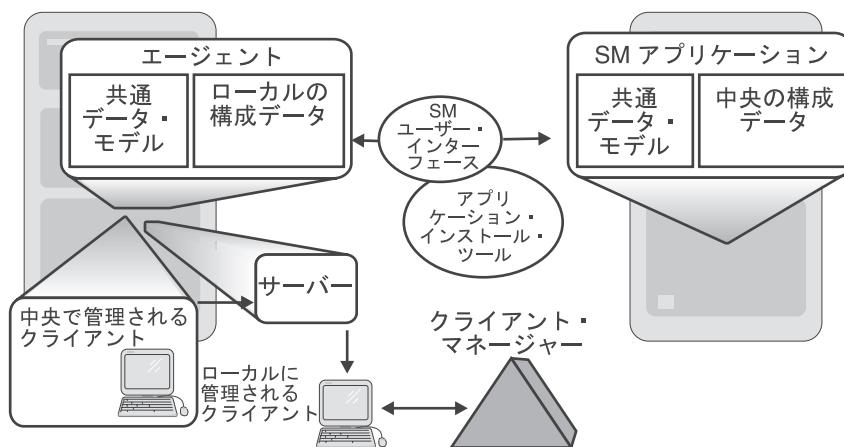 エージェント
共通
データ・
モデル
ローカルの
構成データ
SM
ユーザー・
インター
フェース
アプリ
ケーション・
インストール・
ツール
SM アプリケーション
共通
データ・
モデル
中央の構成
データ
サーバー
中央で管理される
クライアント
ローカルに
管理される
クライアント
クライアント・
マネージャー